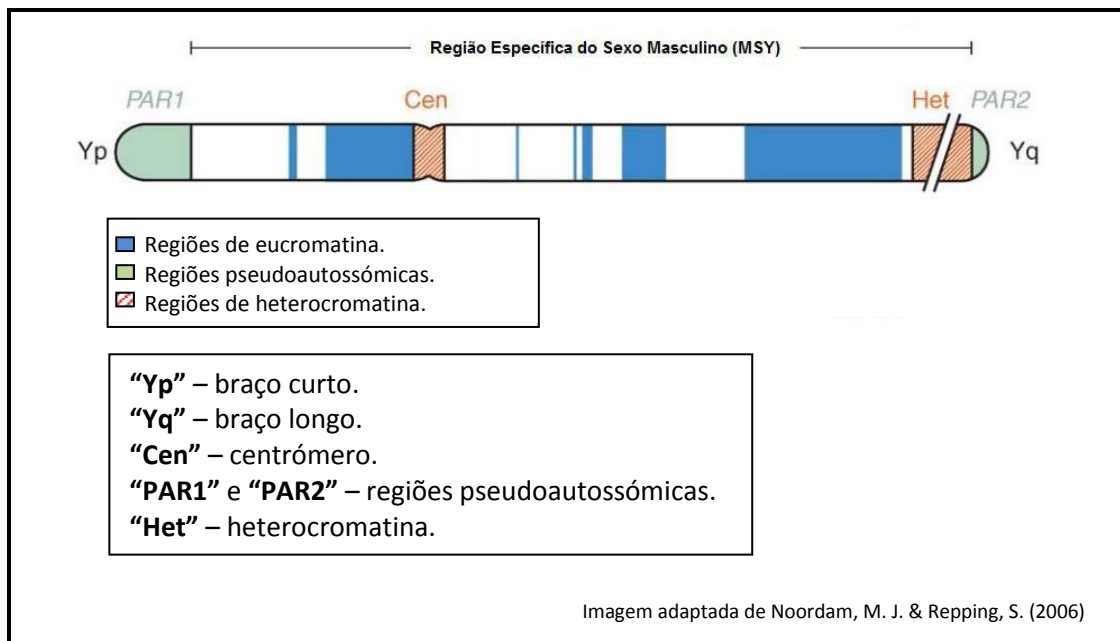 Região Específica do Sexo Masculino (MSY)
PAR1 Cen Het PAR2
Yp Yq
Regiões de eucromatina.
Regiões pseudoautossómicas.
Regiões de heterocromatina.
“Yp” – braço curto.
“Yq” – braço longo.
“Cen” – centrómero.
“PAR1” e “PAR2” – regiões pseudoautossómicas.
“Het” – heterocromatina.
Imagem adaptada de Noordam, M. J. & Repping, S. (2006)